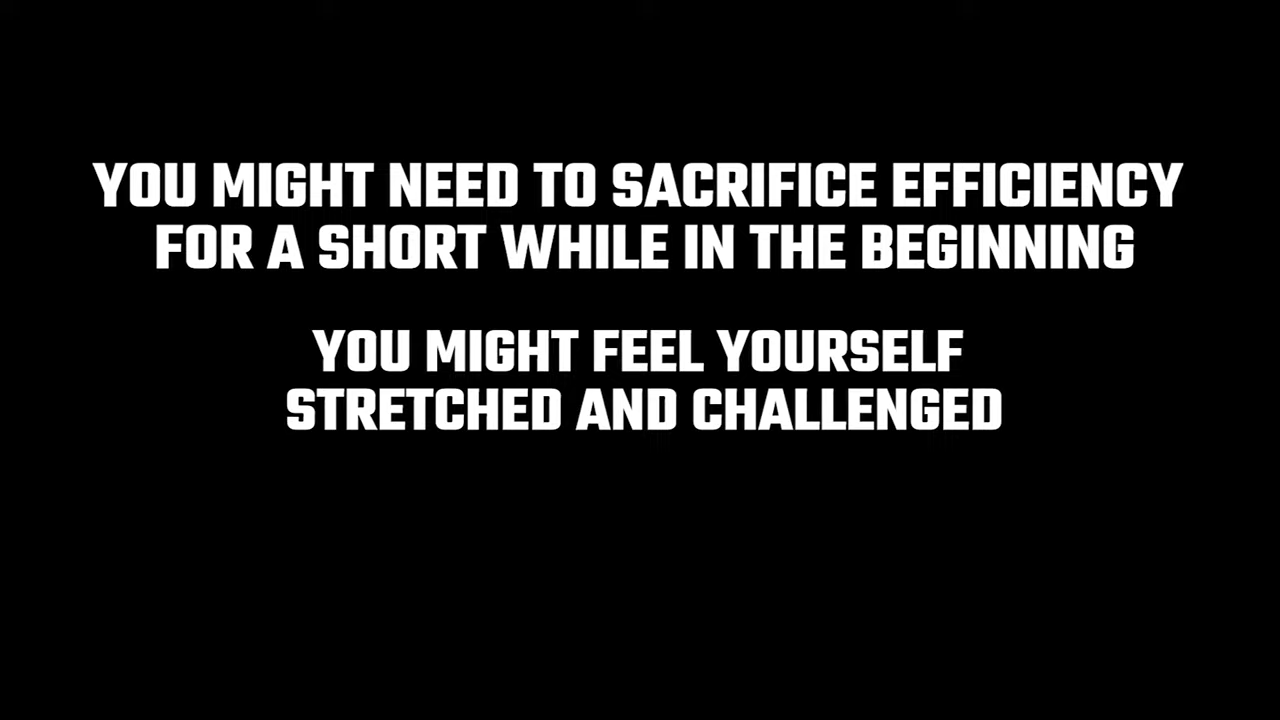 YOU MIGHT NEED TO SACRIFICE EFFICIENCY
FOR A SHORT WHILE IN THE BEGINNING
YOU MIGHT FEEL YOURSELF
STRETCHED AND CHALLENGED